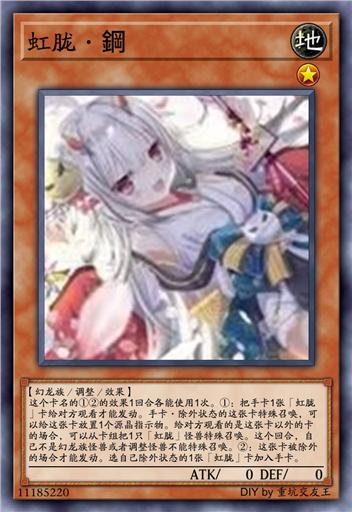 虹胧・鋼
地
【幻龙族/调整/效果】
这个卡名的①②的效果1回合各能使用1次。①：把手卡1张「虹胧
」卡给对方观看才能发动。手卡・除外状态的这张卡特殊召唤，可
以给这张卡放置1个源晶指示物。给对方观看的是这张卡以外的卡
的场合，可以从卡组把1只「虹胧」怪兽特殊召唤。这个回合，自
己不是幻龙族怪兽或者调整怪兽不能特殊召唤。②：这张卡被除外
的场合才能发动。选自己除外状态的1张「虹胧」卡加入手卡。
ATK/ 0 DEF/ 0
11185220 DIY by 重坑交友王